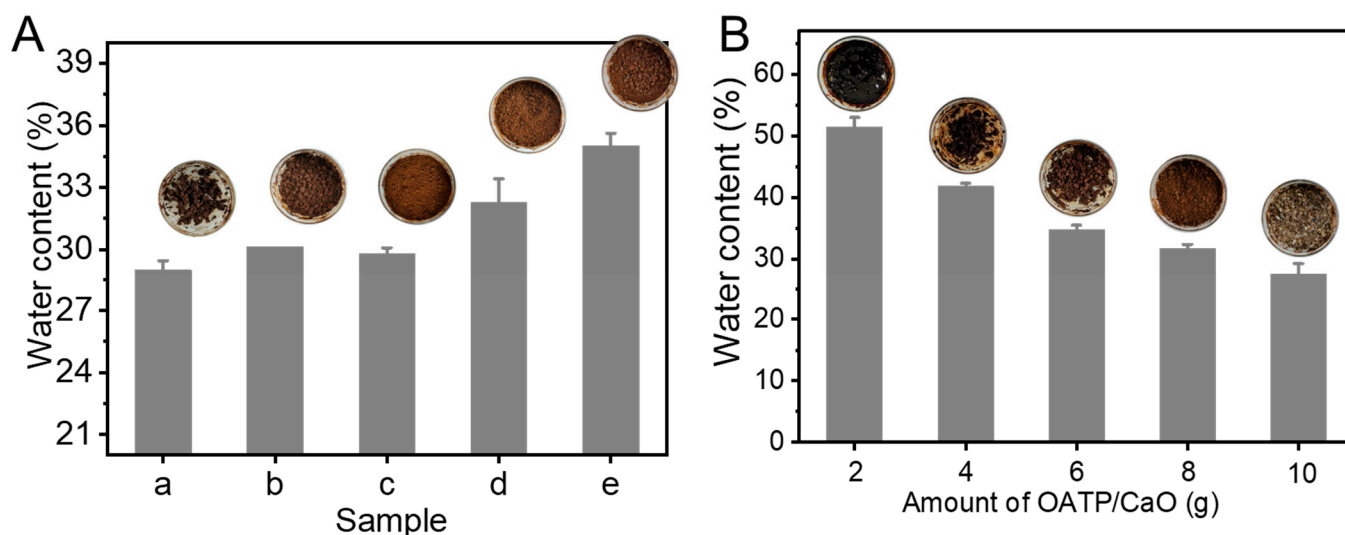 A
Water content (%)
39
36
33
30
27
24
21
a b c d e
Sample
B
Water content (%)
60
50
40
30
20
10
0
2 4 6 8 10
Amount of OATP/CaO (g)